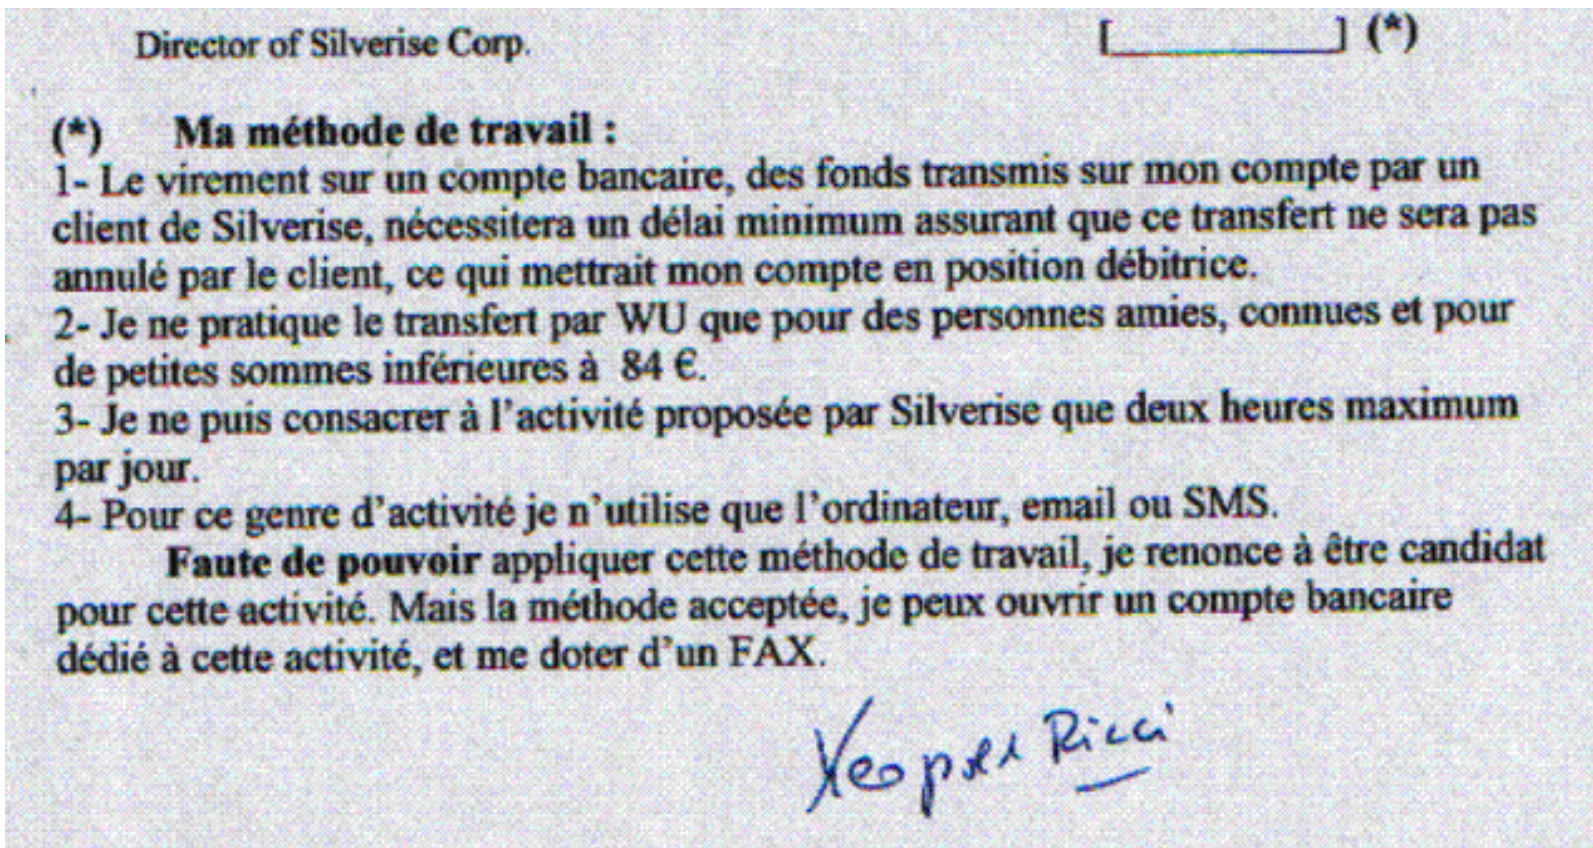 Director of Silverise Corp. [__________] (*)
(*) Ma méthode de travail :
1- Le virement sur un compte bancaire, des fonds transmis sur mon compte par un
client de Silverise, nécessitera un délai minimum assurant que ce transfert ne sera pas
annulé par le client, ce qui mettrait mon compte en position débitrice.
2- Je ne pratique le transfert par WU que pour des personnes amies, connues et pour
de petites sommes inférieures à 84 €.
3- Je ne puis consacrer à l'activité proposée par Silverise que deux heures maximum
par jour.
4- Pour ce genre d'activité je n'utilise que l'ordinateur, email ou SMS.
Faute de pouvoir appliquer cette méthode de travail, je renonce à être candidat
pour cette activité. Mais la méthode acceptée, je peux ouvrir un compte bancaire
dédié à cette activité, et me doter d'un FAX.
Ricci